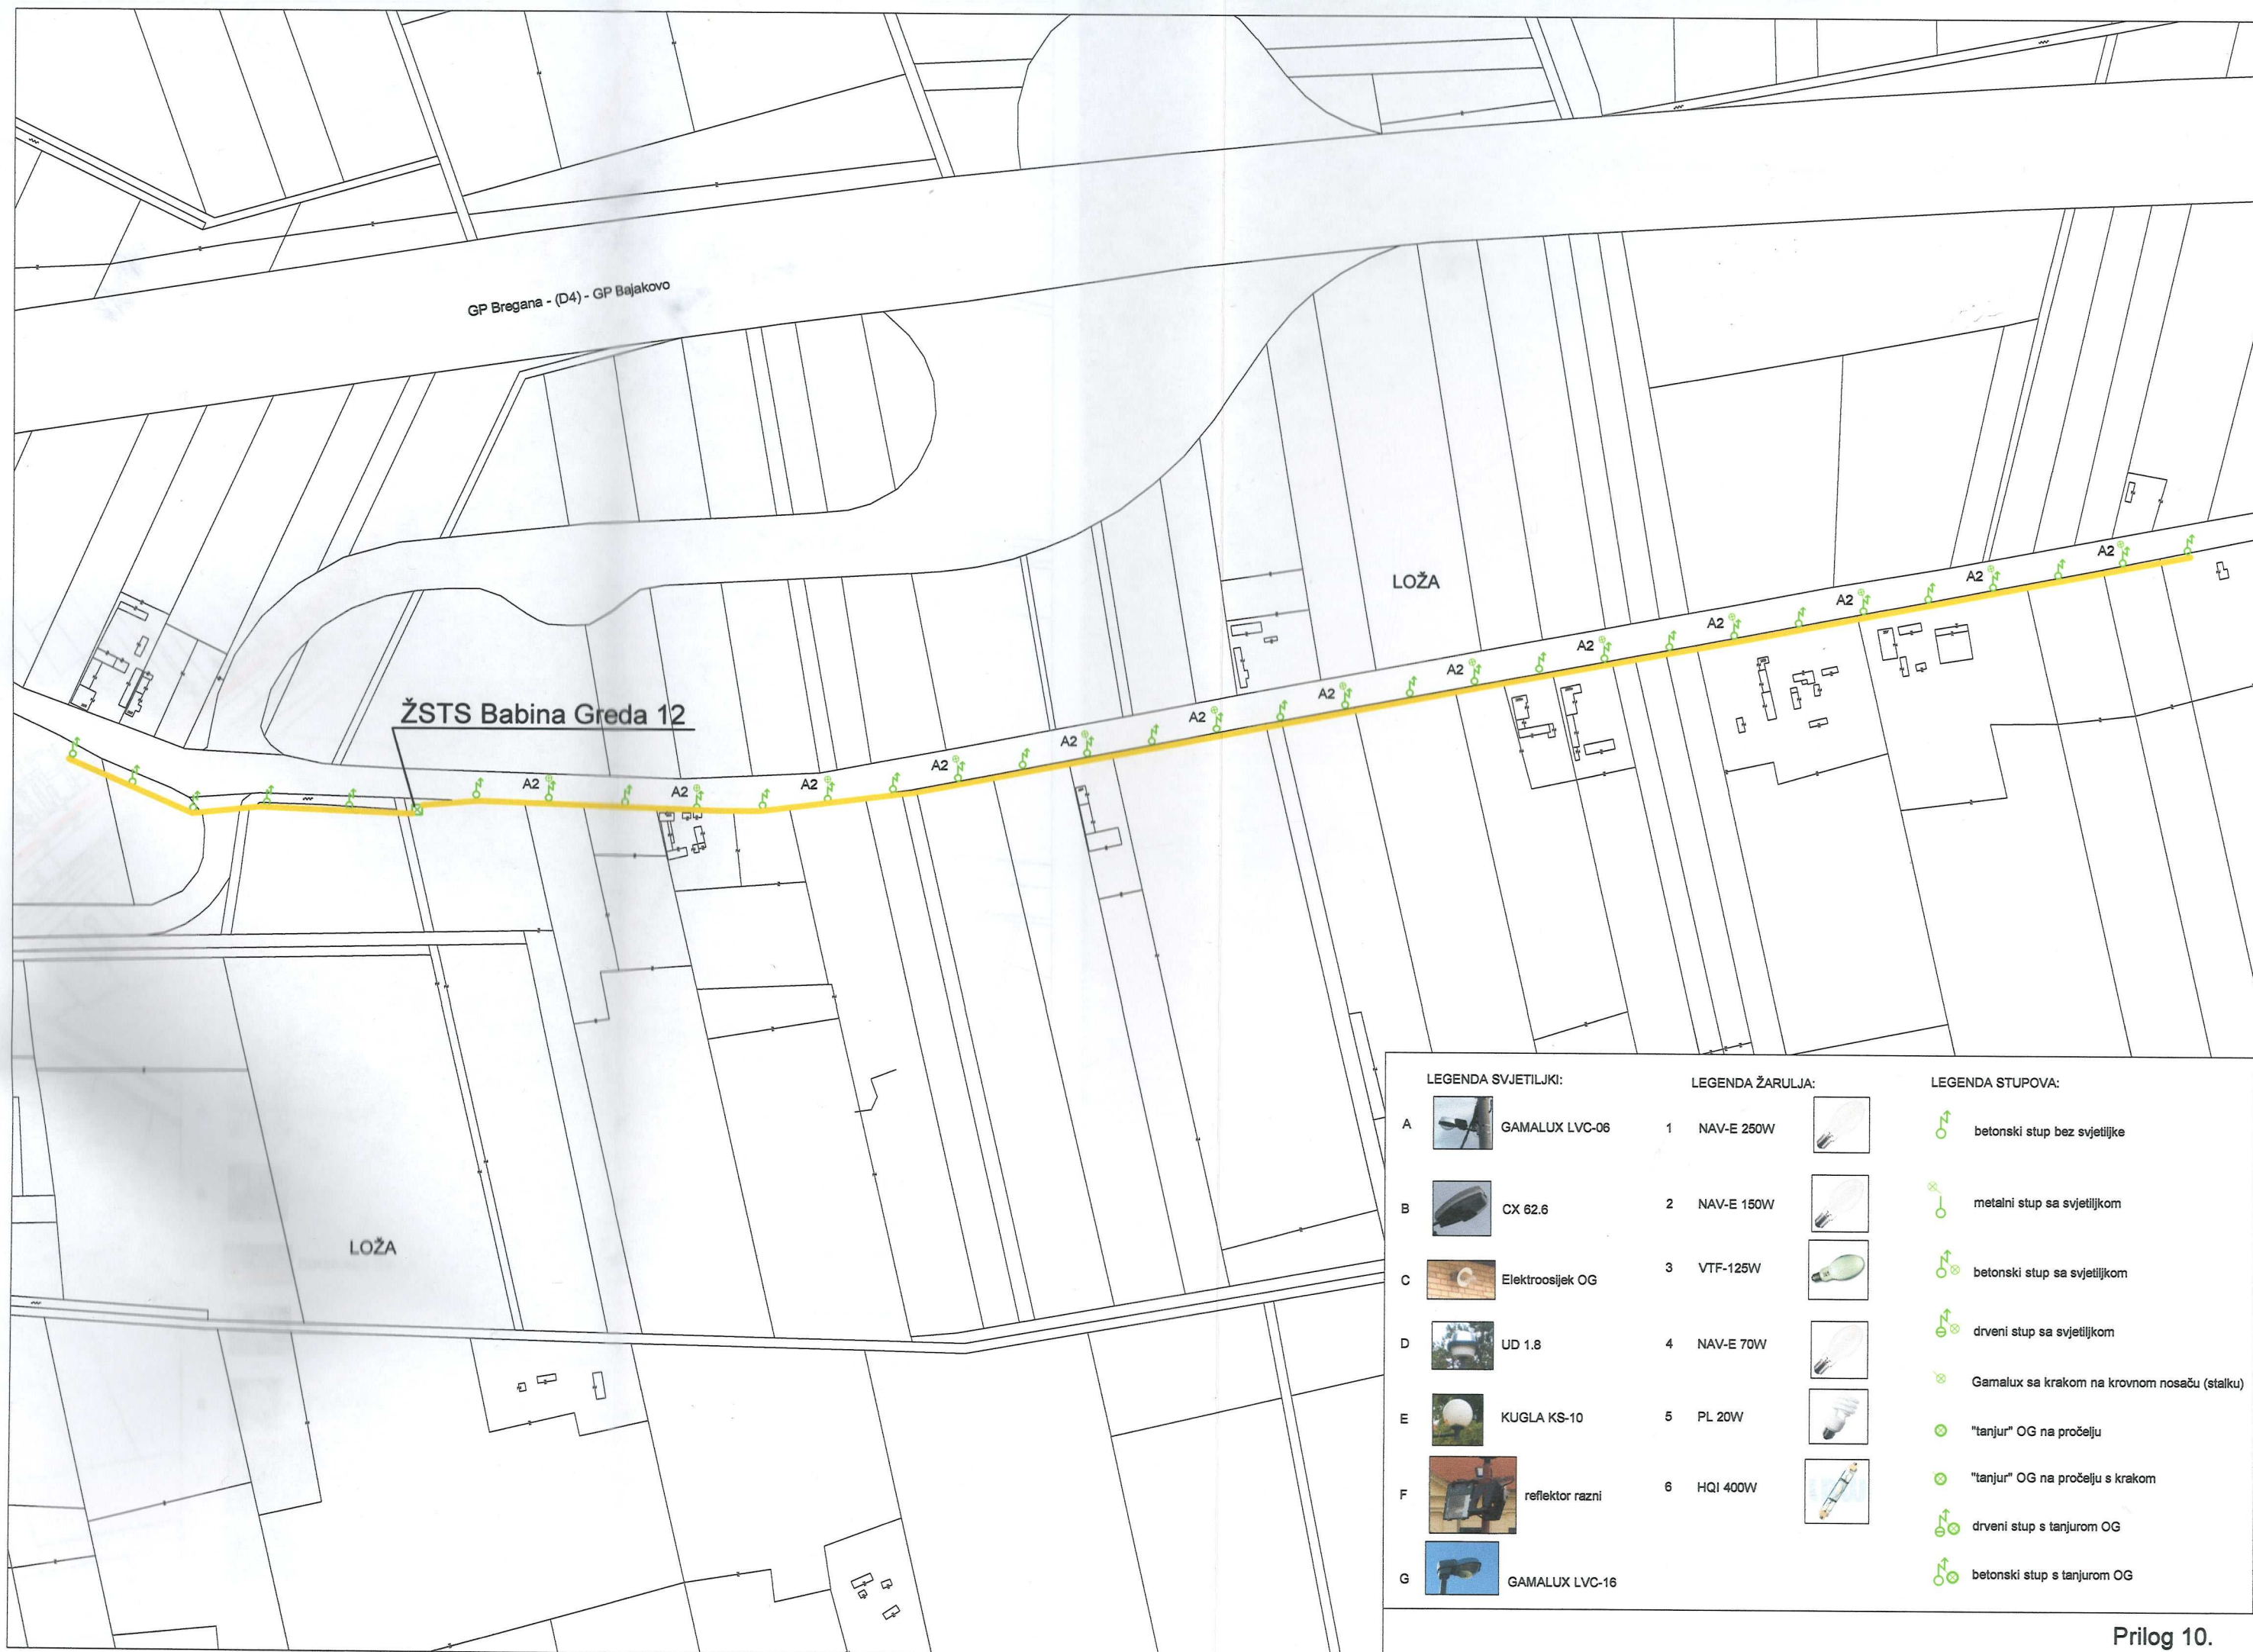 GP Bregana - (D4) - GP Bajakovo
LOŽA
A2
A2
A2
A2
A2
A2
ŽSTS Babina Greda 12
A2
A2
A2
A2
A2
A2
A2
LOŽA
LEGENDA SVJETILJKI:
A GAMALUX LVC-06
B CX 62.6
C Elektroosijek OG
D UD 1.8
E KUGLA KS-10
F reflektor razni
G GAMALUX LVC-16
LEGENDA ŽARULJA:
1 NAV-E 250W
2 NAV-E 150W
3 VTF-125W
4 NAV-E 70W
5 PL 20W
6 HQI 400W
LEGENDA STUPOVA:
betonski stup bez svjetiljke
metalni stup sa svjetiljkom
betonski stup sa svjetiljkom
drveni stup sa svjetiljkom
Gamalux sa krakom na krovnom nosaču (stalku)
"tanjur" OG na pročelju
"tanjur" OG na pročelju s krakom
drveni stup s tanjurom OG
betonski stup s tanjurom OG
Prilog 10.